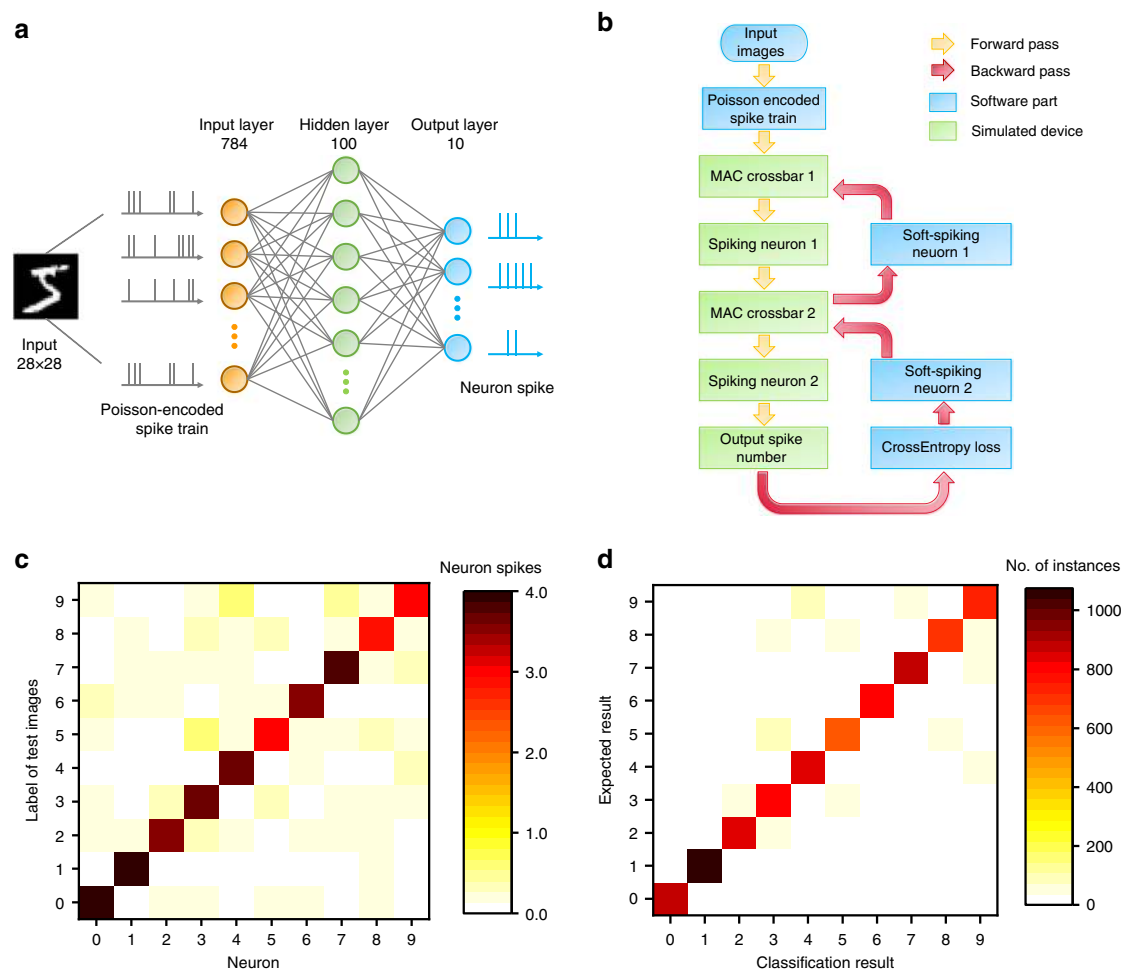 a
Input layer
784
Hidden layer
100
Output layer
10
Input
28×28
Poisson-encoded
spike train
Neuron spike
b
Input
images
Poisson encoded
spike train
MAC crossbar 1
Spiking neuron 1
MAC crossbar 2
Spiking neuron 2
Output spike
number
Soft-spiking
neuorn 1
Soft-spiking
neuorn 2
CrossEntropy loss
Forward pass
Backward pass
Software part
Simulated device
c
Neuron spikes
Label of test images
9
8
7
6
5
4
3
2
1
0
0 1 2 3 4 5 6 7 8 9
Neuron
4.0
3.0
2.0
1.0
0.0
d
No. of instances
Expected result
9
8
7
6
5
4
3
2
1
0
0 1 2 3 4 5 6 7 8 9
Classification result
1000
800
600
400
200
0